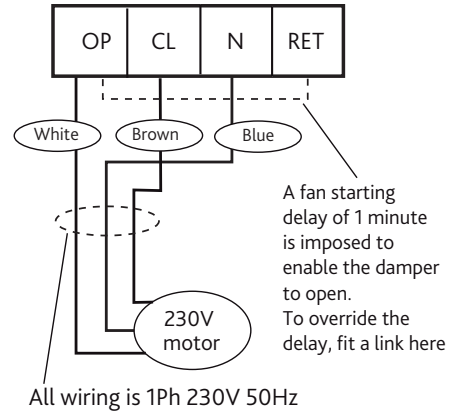 OP CL N RET
White Brown Blue
A fan starting
delay of 1 minute
is imposed to
enable the damper
to open.
To override the
delay, fit a link here
230V
motor
All wiring is 1Ph 230V 50Hz